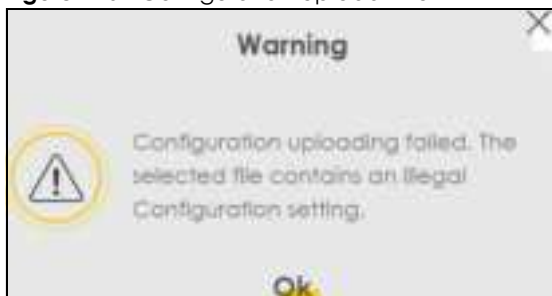 Warning
Configuration uploading failed. The
selected file contains an illegal
Configuration setting.
Ok